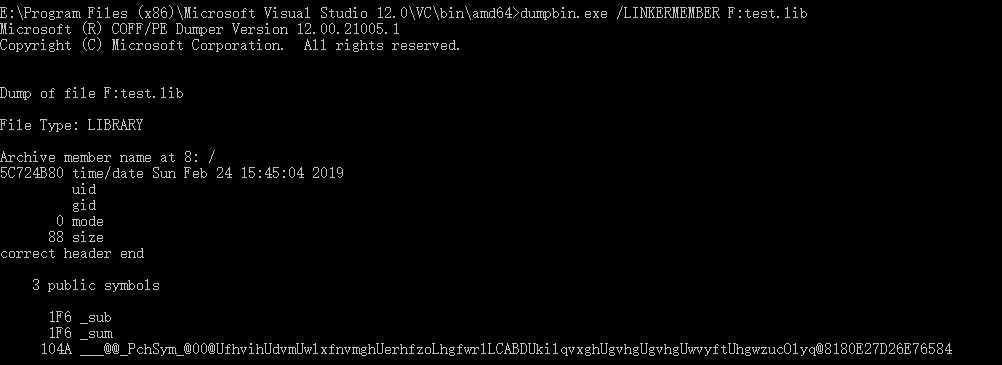 E:\Program Files (x86)\Microsoft Visual Studio 12.0\VC\bin\amd64>dumpbin.exe /LINKERMEMBER F:test.lib
Microsoft (R) COFF/PE Dumper Version 12.00.21005.1
Copyright (C) Microsoft Corporation.  All rights reserved.
Dump of file F:test.lib
File Type: LIBRARY
Archive member name at 8: /
5C724B80 time/date Sun Feb 24 15:45:04 2019
uid
gid
0 mode
88 size
correct header end
3 public symbols
1F6 _sub
1F6 _sum
104A ___@@_PchSym_@00@UfhvihUdvmUwlxfnvmghUerhfzoLhgfwrlLCABDUkilqvxghUgvhgUgvhgUwvyftUhgwzucOlyq@8180E27D26E76584